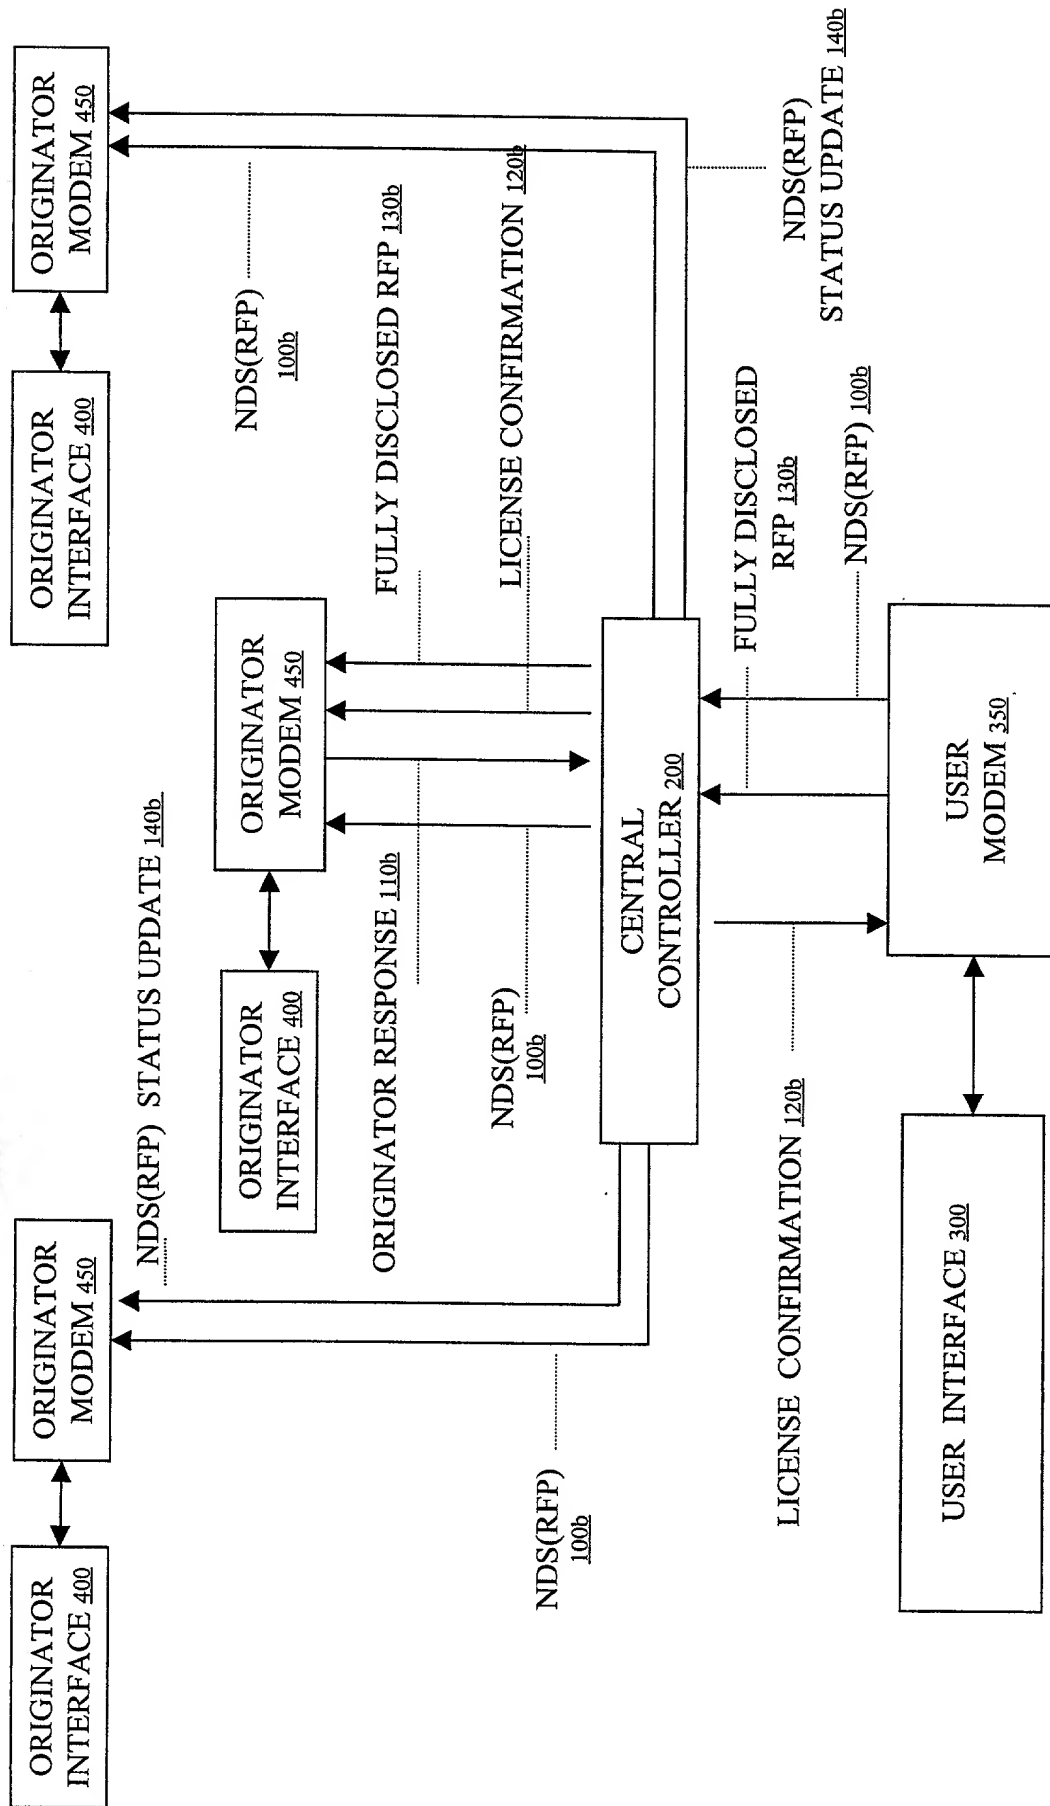 ORIGINATOR
INTERFACE 400
ORIGINATOR
MODEM 450
NDS(RFP) STATUS UPDATE 140b
ORIGINATOR
INTERFACE 400
ORIGINATOR
MODEM 450
ORIGINATOR
INTERFACE 400
ORIGINATOR
MODEM 450
NDS(RFP)
100b
ORIGINATOR RESPONSE 110b
NDS(RFP)
100b
FULLY DISCLOSED RFP 130b
LICENSE CONFIRMATION 120b
NDS(RFP)
100b
CENTRAL
CONTROLLER 200
LICENSE CONFIRMATION 120b
FULLY DISCLOSED
RFP 130b
NDS(RFP) 100b
NDS(RFP)
STATUS UPDATE 140b
USER INTERFACE 300
USER
MODEM 350